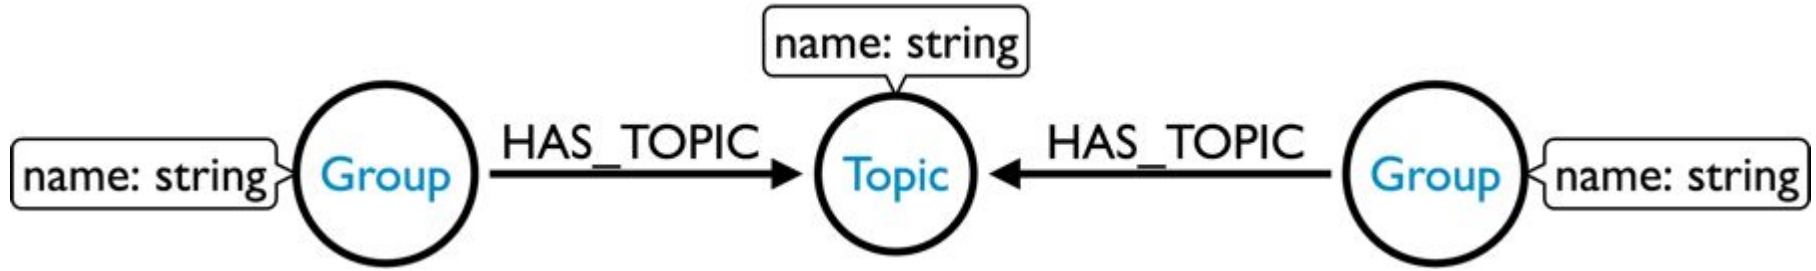 name: string
HAS_TOPIC
HAS_TOPIC
name: string
Group
Topic
Group
name: string